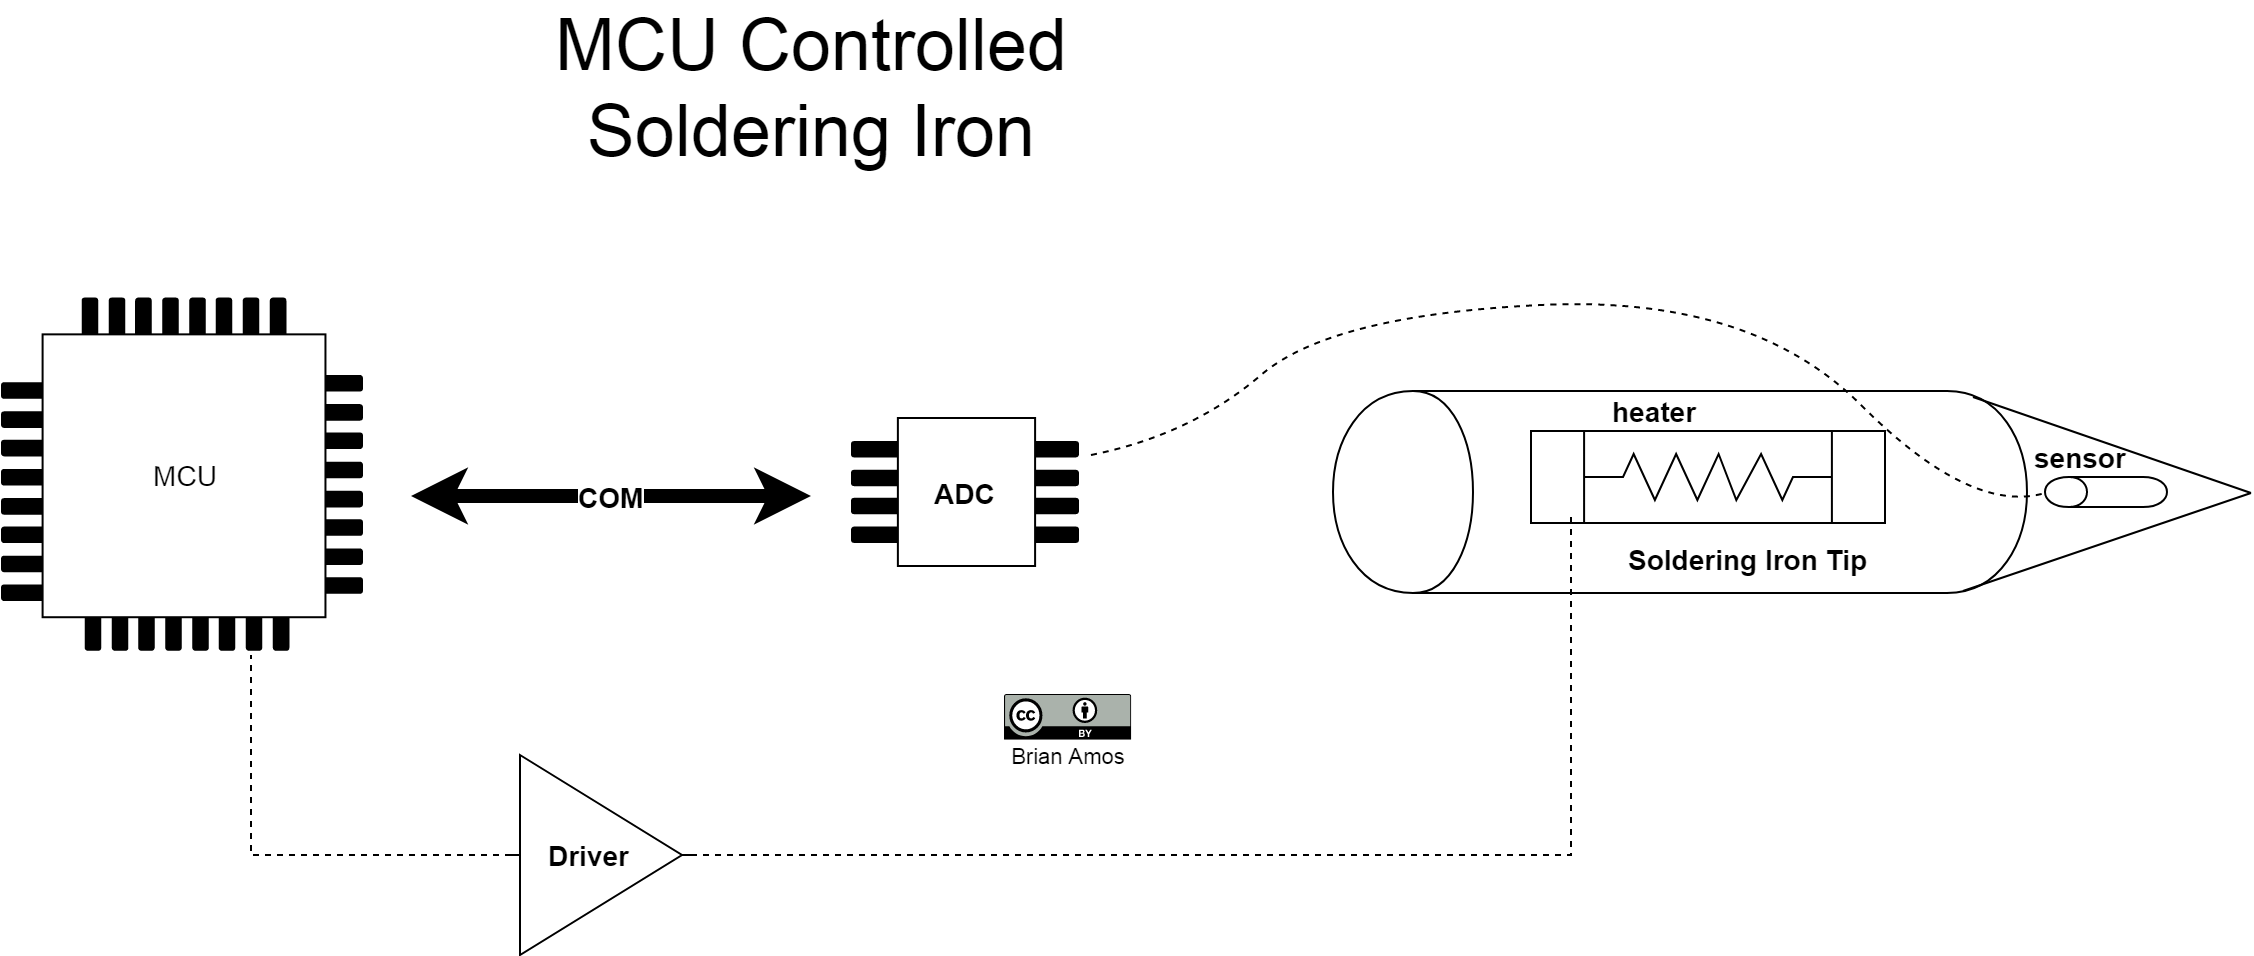 MCU Controlled
Soldering Iron
MCU
COM
ADC
heater
sensor
Soldering Iron Tip
cc
BY
Brian Amos
Driver